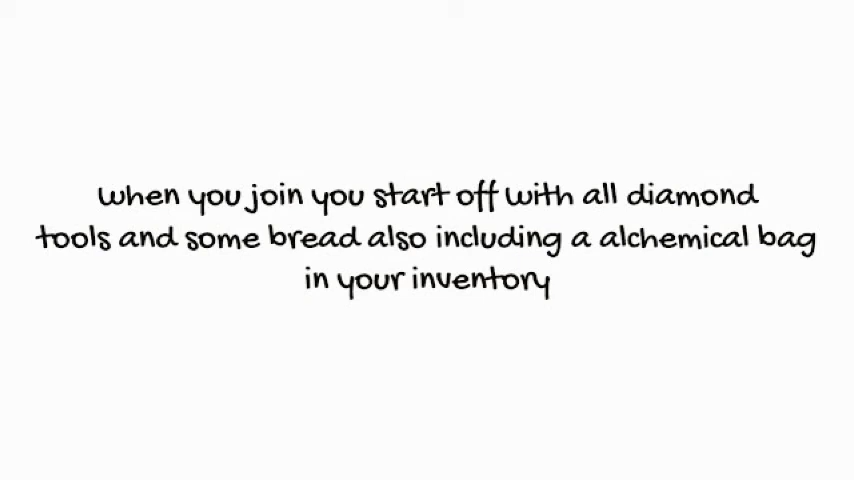 when you join you start off with all diamond
tools and some bread also including a alchemical bag
in your inventory